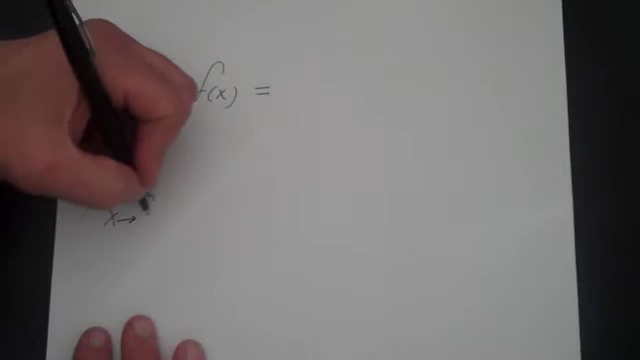 f(x) =
x→